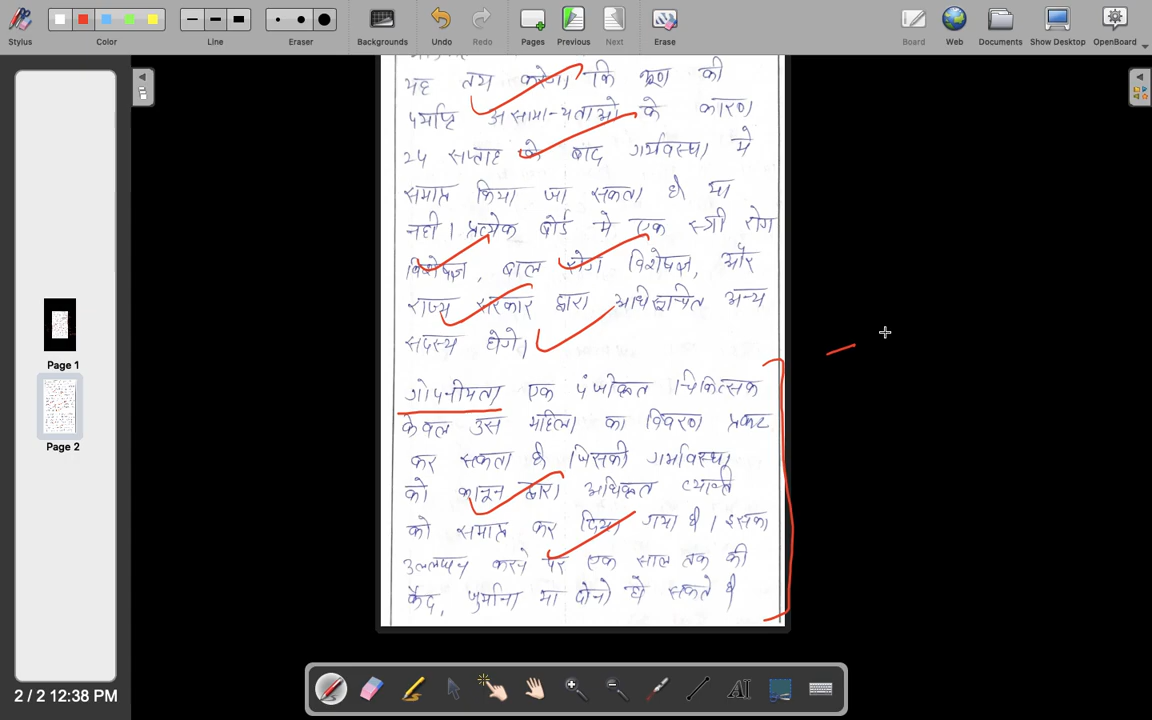 Stylus Color Line Eraser Backgrounds Undo Redo Pages Previous Next Erase Board Web Documents Show Desktop OpenBoard
यह तय करेगा कि भ्रूण की
पर्याप्त असामान्यताओ के कारण
24 सप्ताह के बाद गर्भवस्था मे
समाप्त किया जा सकता है या
नही। प्रत्येक बोर्ड मे एक स्त्री रोग
विशेषज्ञ, बाल रोग विशेषज्ञ, और
राज्य सरकार द्वारा अधिसूचित अन्य
सदस्य होगे।
गोपनीयता एक पंजीकृत चिकित्सक
केवल उस महिला का विवरण प्रकट
कर सकता है जिसकी गर्भावस्था
को कानून द्वारा अधिकृत व्यक्ति
को समाप्त कर दिया गया है। इसका
उल्लघन करने पर एक साल तक की
कैद, जुर्माना या दोनो हो सकते है
Page 1
Page 2
2 / 2 12:38 PM